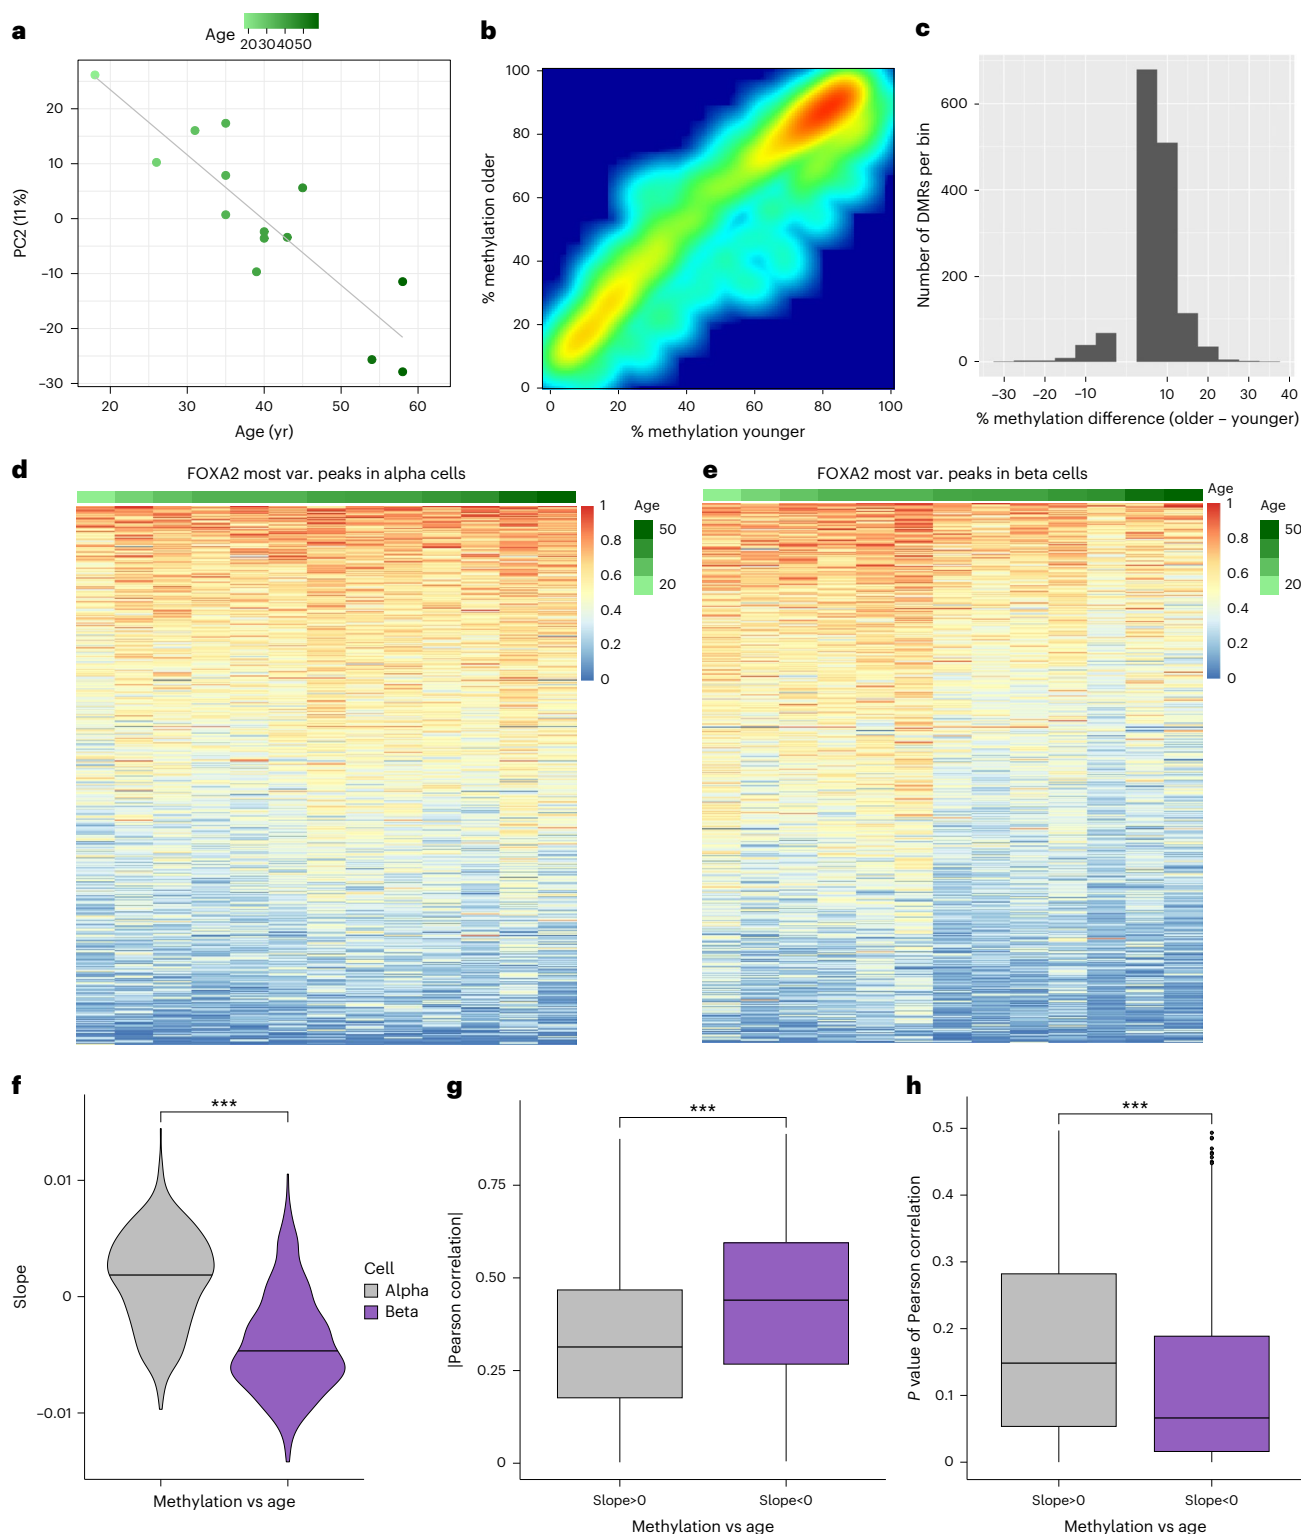 a
Age
20304050
PC2 (11%)
20
10
0
−10
−20
−30
20
30
40
50
60
Age (yr)
b
% methylation older
100
80
60
40
20
0
0
20
40
60
80
100
% methylation younger
c
Number of DMRs per bin
600
400
200
0
−30
−20
−10
10
20
30
40
% methylation difference (older – younger)
d
FOXA2 most var. peaks in alpha cells
1
0.8
0.6
0.4
0.2
0
Age
50
20
e
FOXA2 most var. peaks in beta cells
Age
1
0.8
0.6
0.4
0.2
0
Age
50
20
f
***
Slope
0.01
0
−0.01
Methylation vs age
Cell
Alpha
Beta
g
***
|Pearson correlation|
0.75
0.50
0.25
0
Slope>0
Slope<0
Methylation vs age
h
***
P value of Pearson correlation
0.5
0.4
0.3
0.2
0.1
0
Slope>0
Slope<0
Methylation vs age